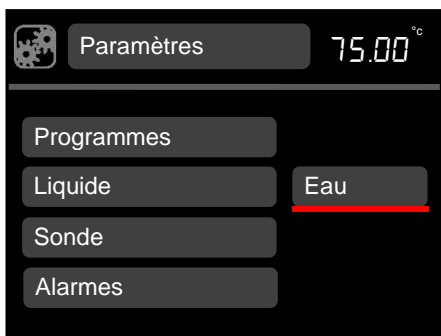 Paramètres 75.00 °c
Programmes
Liquide Eau
Sonde
Alarmes